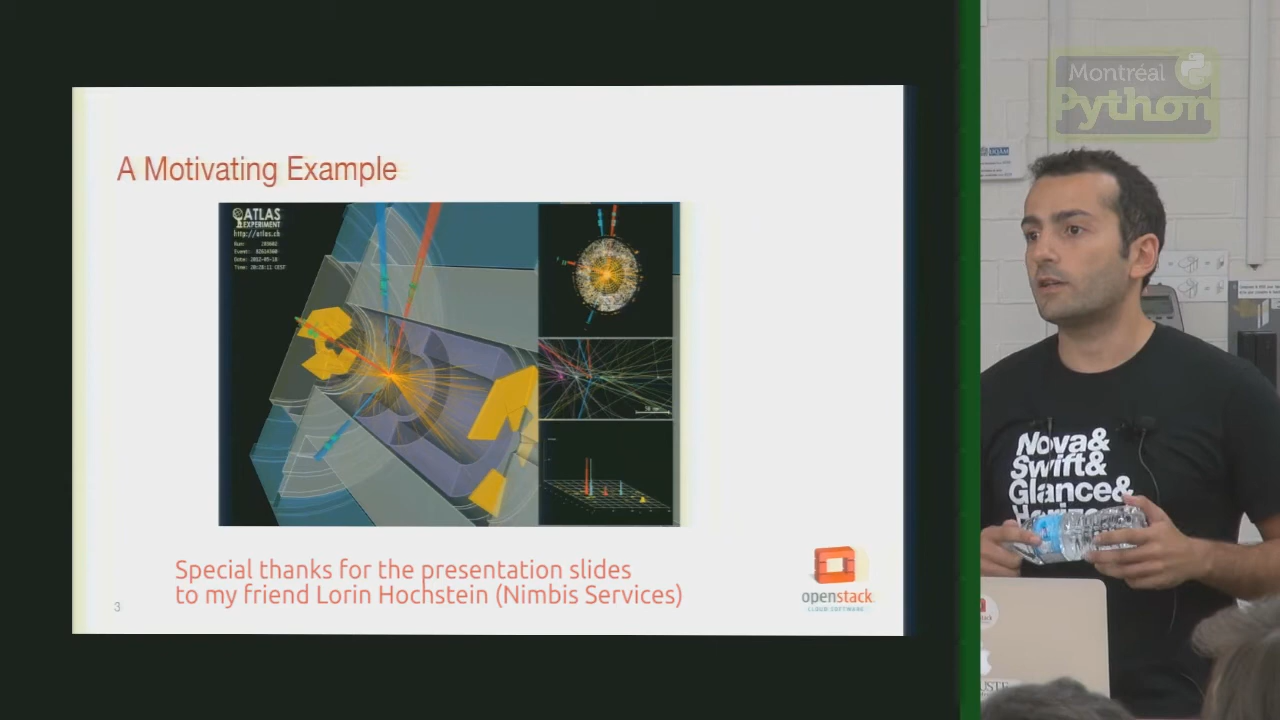 A Motivating Example
ATLAS
EXPERIMENT
http://atlas.ch
Special thanks for the presentation slides
to my friend Lorin Hochstein (Nimbis Services)
3
openstack
CLOUD SOFTWARE
Montréal
Python
UQAM
Nova&
Swift&
Glance&